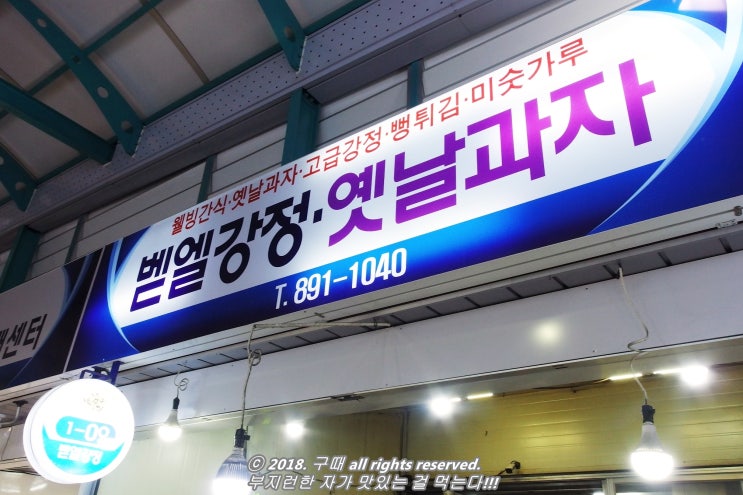 웰빙간식·옛날과자·고급강정·뻥튀김·미숫가루
벧엘강정·옛날과자
T. 891-1040
센터
1-09
벧엘강정
ⓒ 2018. 구때 all rights reserved.
부지런한 자가 맛있는 걸 먹는다!!!